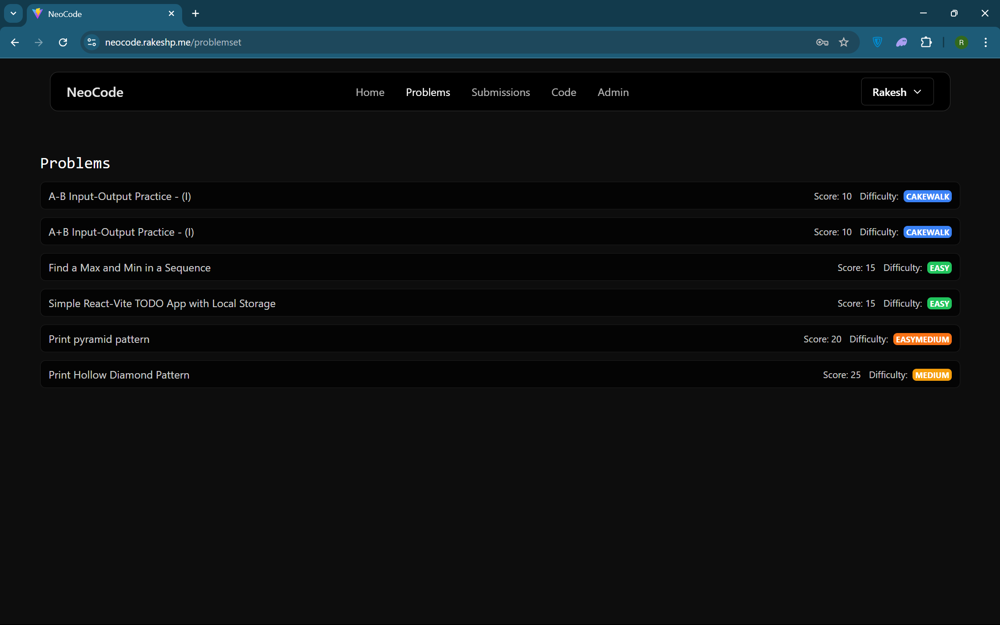 NeoCode
neocode.rakeshp.me/problemset
R
NeoCode Home Problems Submissions Code Admin Rakesh
Problems
A-B Input-Output Practice - (I) Score: 10 Difficulty: CAKEWALK
A+B Input-Output Practice - (I) Score: 10 Difficulty: CAKEWALK
Find a Max and Min in a Sequence Score: 15 Difficulty: EASY
Simple React-Vite TODO App with Local Storage Score: 15 Difficulty: EASY
Print pyramid pattern Score: 20 Difficulty: EASYMEDIUM
Print Hollow Diamond Pattern Score: 25 Difficulty: MEDIUM